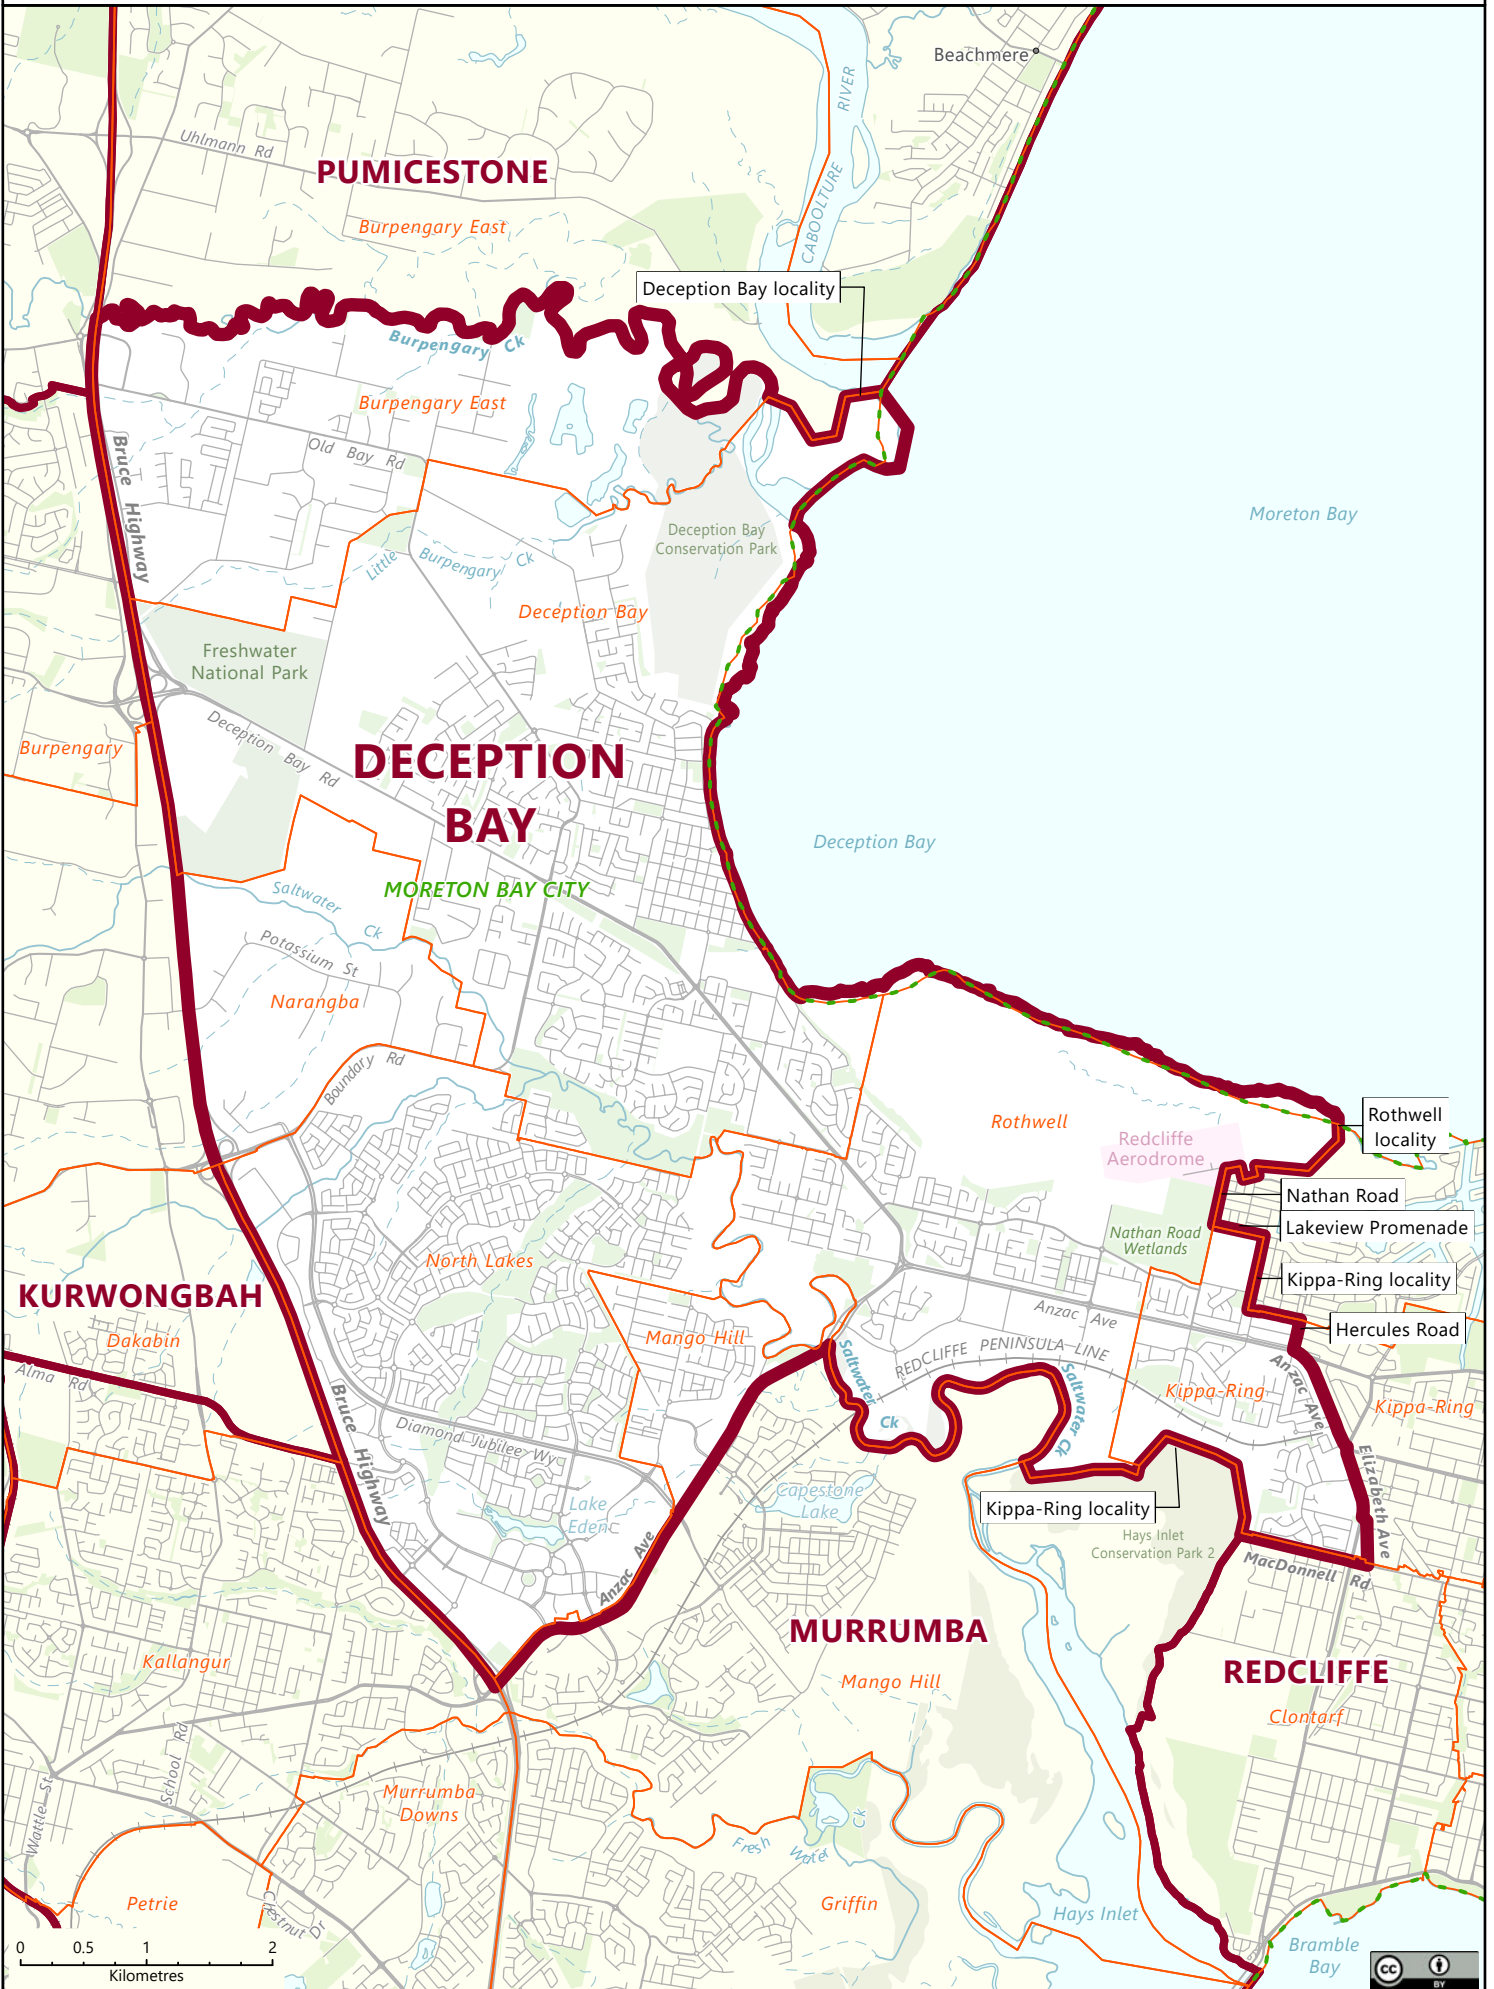 Beachmere
CABOOLTURE RIVER
Uhlmann Rd
PUMICESTONE
Burpengary East
Deception Bay locality
Burpengary Ck
Burpengary East
Old Bay Rd
Bruce Highway
Moreton Bay
Deception Bay
Conservation Park
Little Burpengary Ck
Deception Bay
Freshwater
National Park
Burpengary
Deception Bay Rd
DECEPTION
BAY
Deception Bay
MORETON BAY CITY
Saltwater Ck
Potassium St
Narangba
Boundary Rd
Rothwell
Redcliffe
Aerodrome
Rothwell
locality
Nathan Road
Lakeview Promenade
Nathan Road
Wetlands
North Lakes
Kippa-Ring locality
KURWONGBAH
Dakabin
Anzac Ave
Mango Hill
Hercules Road
Saltwater Ck
REDCLIFFE PENINSULA LINE
Saltwater Ck
Alma Rd
Anzac Ave
Kippa-Ring
Kippa-Ring
Bruce Highway
Diamond Jubilee Wy
Elizabeth Ave
Capestone
Lake
Lake
Eden
Kippa-Ring locality
Hays Inlet
Conservation Park 2
Anzac Ave
MacDonnell Rd
MURRUMBA
Kallangur
Mango Hill
REDCLIFFE
Clontarf
School Rd
Wattle St
Murrumba
Downs
Fresh Water Ck
Petrie
Chestnut Dr
Griffin
Hays Inlet
Bramble
Bay
0 0.5 1 2
Kilometres
cc
BY